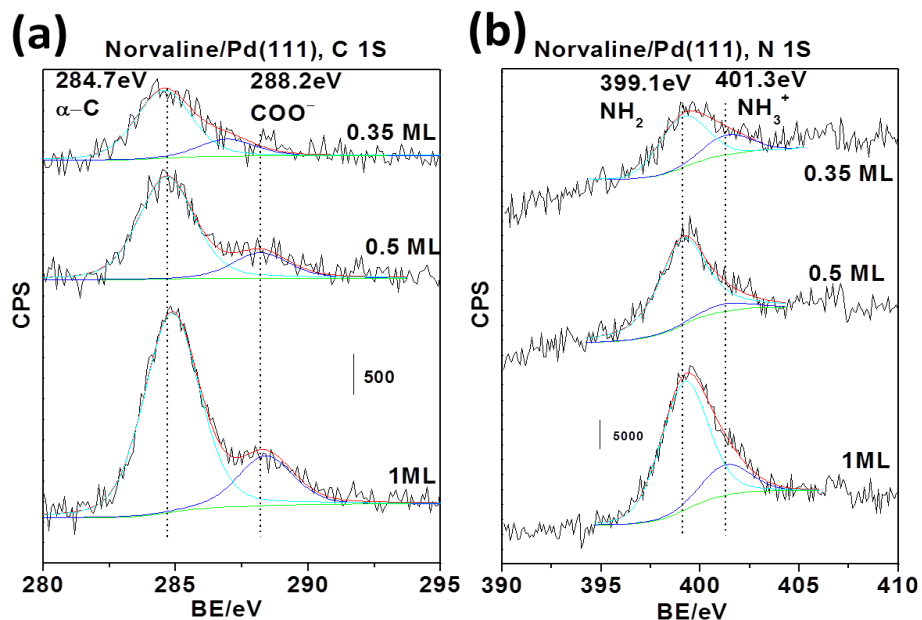 (a)
Norvaline/Pd(111), C 1S
284.7eV
α–C
288.2eV
COO⁻
0.35 ML
0.5 ML
500
1ML
CPS
280 285 290 295
BE/eV
(b)
Norvaline/Pd(111), N 1S
399.1eV
NH₂
401.3eV
NH₃⁺
0.35 ML
0.5 ML
5000
1ML
CPS
390 395 400 405 410
BE/eV